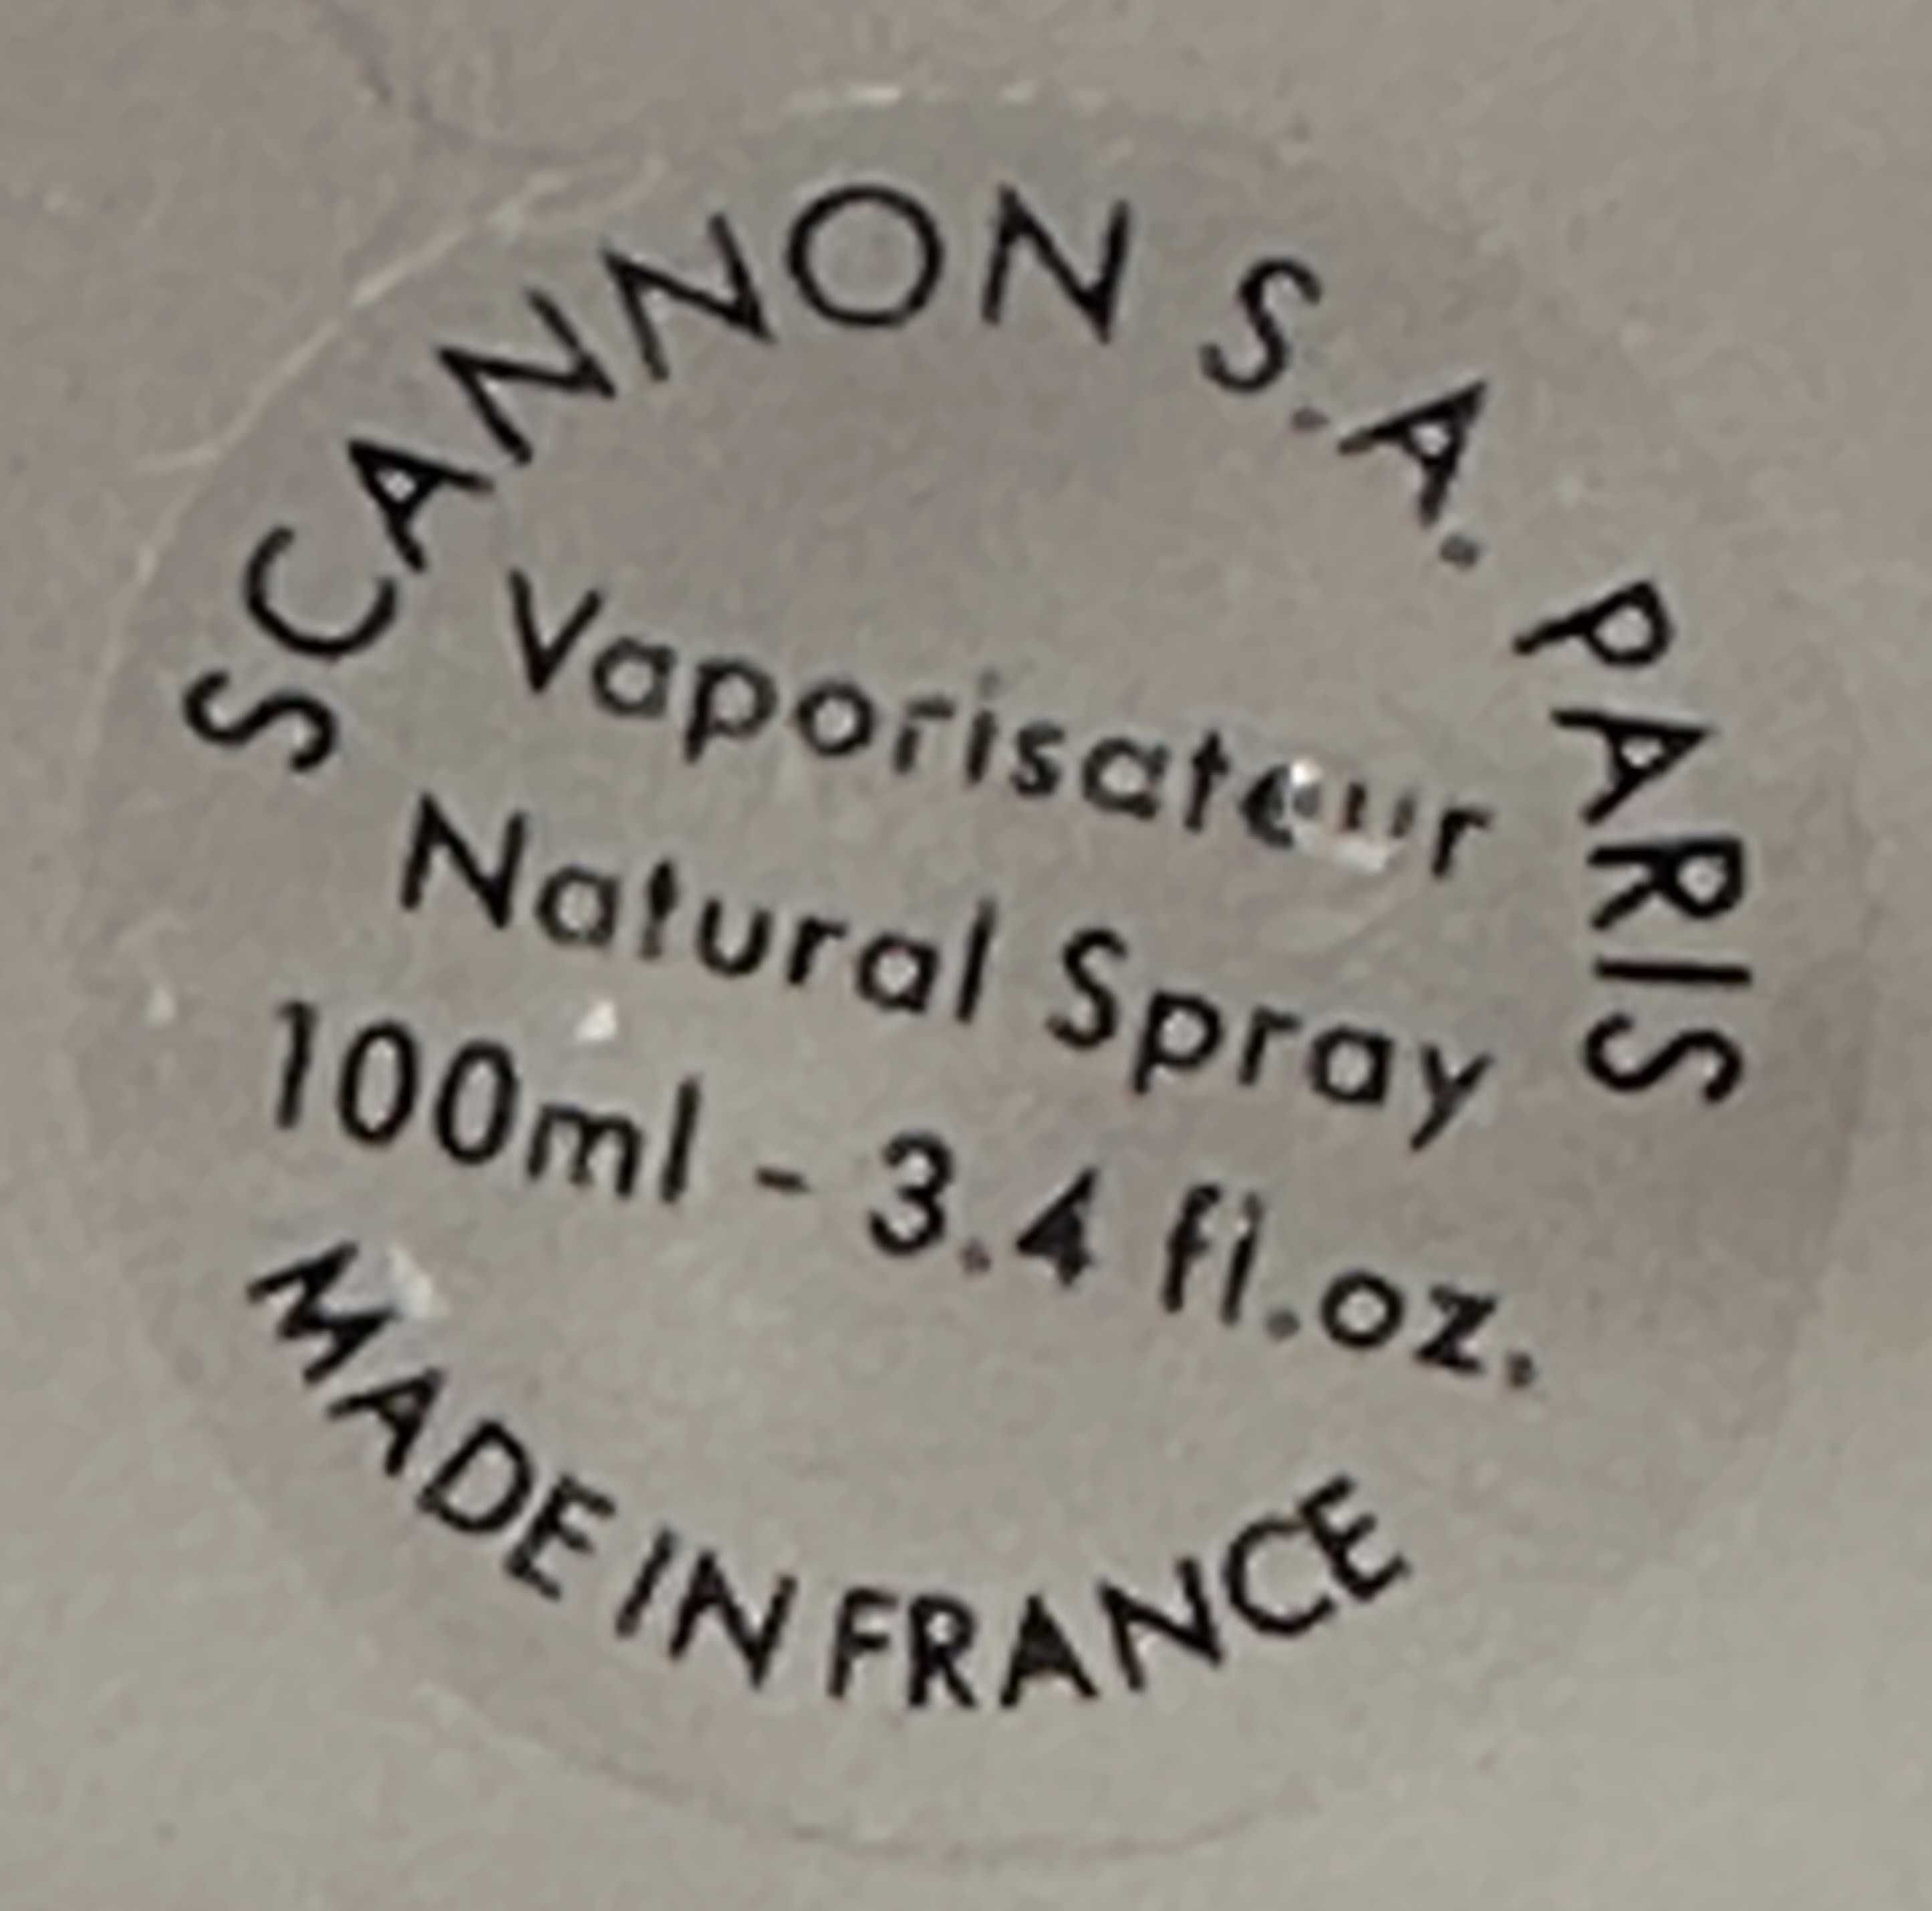 SCANNON S.A. PARIS
Vaporisateur
Natural Spray
100ml - 3.4 fl.oz.
MADE IN FRANCE